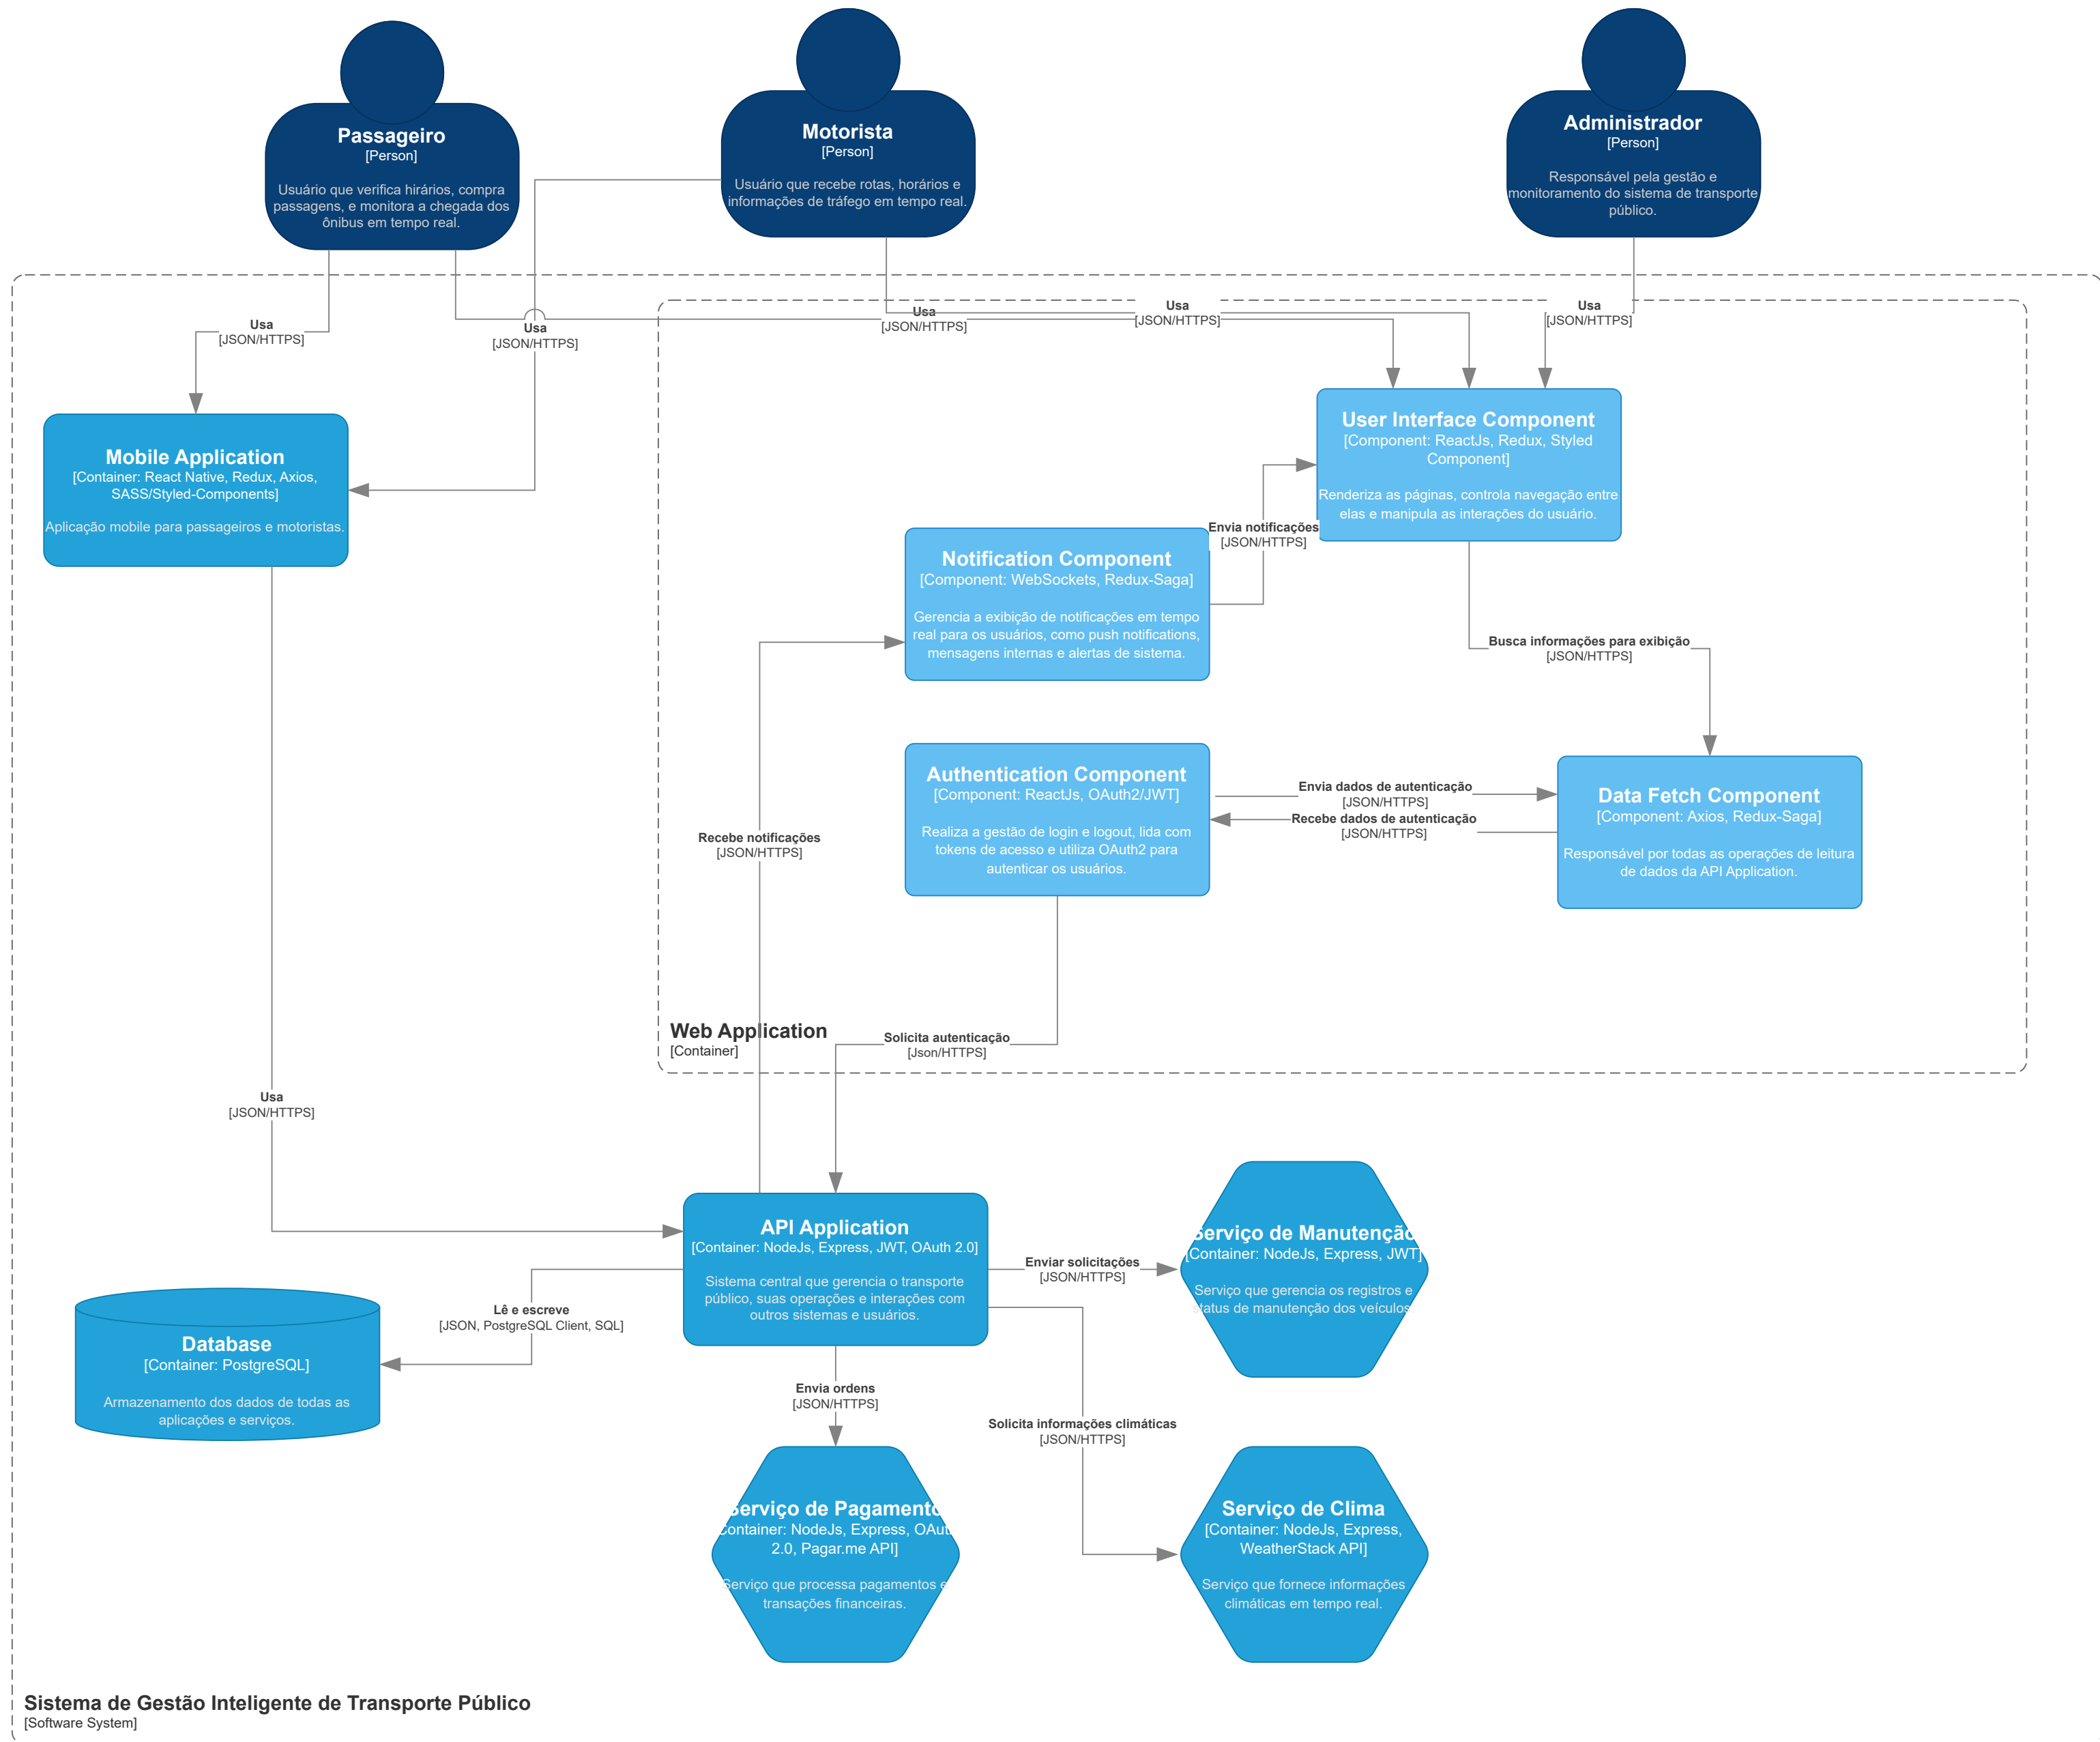 Passageiro
[Person]
Usuário que verifica hirários, compra
passagens, e monitora a chegada dos
ônibus em tempo real.
Motorista
[Person]
Usuário que recebe rotas, horários e
informações de tráfego em tempo real.
Administrador
[Person]
Responsável pela gestão e
monitoramento do sistema de transporte
público.
Usa
[JSON/HTTPS]
Usa
[JSON/HTTPS]
Usa
[JSON/HTTPS]
Usa
[JSON/HTTPS]
Usa
[JSON/HTTPS]
Mobile Application
[Container: React Native, Redux, Axios,
SASS/Styled-Components]
Aplicação mobile para passageiros e motoristas.
User Interface Component
[Component: ReactJs, Redux, Styled
Component]
Renderiza as páginas, controla navegação entre
elas e manipula as interações do usuário.
Envia notificações
[JSON/HTTPS]
Notification Component
[Component: WebSockets, Redux-Saga]
Gerencia a exibição de notificações em tempo
real para os usuários, como push notifications,
mensagens internas e alertas de sistema.
Busca informações para exibição
[JSON/HTTPS]
Authentication Component
[Component: ReactJs, OAuth2/JWT]
Realiza a gestão de login e logout, lida com
tokens de acesso e utiliza OAuth2 para
autenticar os usuários.
Envia dados de autenticação
[JSON/HTTPS]
Recebe dados de autenticação
[JSON/HTTPS]
Data Fetch Component
[Component: Axios, Redux-Saga]
Responsável por todas as operações de leitura
de dados da API Application.
Recebe notificações
[JSON/HTTPS]
Web Application
[Container]
Solicita autenticação
[Json/HTTPS]
Usa
[JSON/HTTPS]
API Application
[Container: NodeJs, Express, JWT, OAuth 2.0]
Sistema central que gerencia o transporte
público, suas operações e interações com
outros sistemas e usuários.
Enviar solicitações
[JSON/HTTPS]
Serviço de Manutenção
[Container: NodeJs, Express, JWT]
Serviço que gerencia os registros e
status de manutenção dos veículos
Lê e escreve
[JSON, PostgreSQL Client, SQL]
Database
[Container: PostgreSQL]
Armazenamento dos dados de todas as
aplicações e serviços.
Envia ordens
[JSON/HTTPS]
Solicita informações climáticas
[JSON/HTTPS]
Serviço de Pagamento
Container: NodeJs, Express, OAut
2.0, Pagar.me API]
Serviço que processa pagamentos e
transações financeiras.
Serviço de Clima
[Container: NodeJs, Express,
WeatherStack API]
Serviço que fornece informações
climáticas em tempo real.
Sistema de Gestão Inteligente de Transporte Público
[Software System]